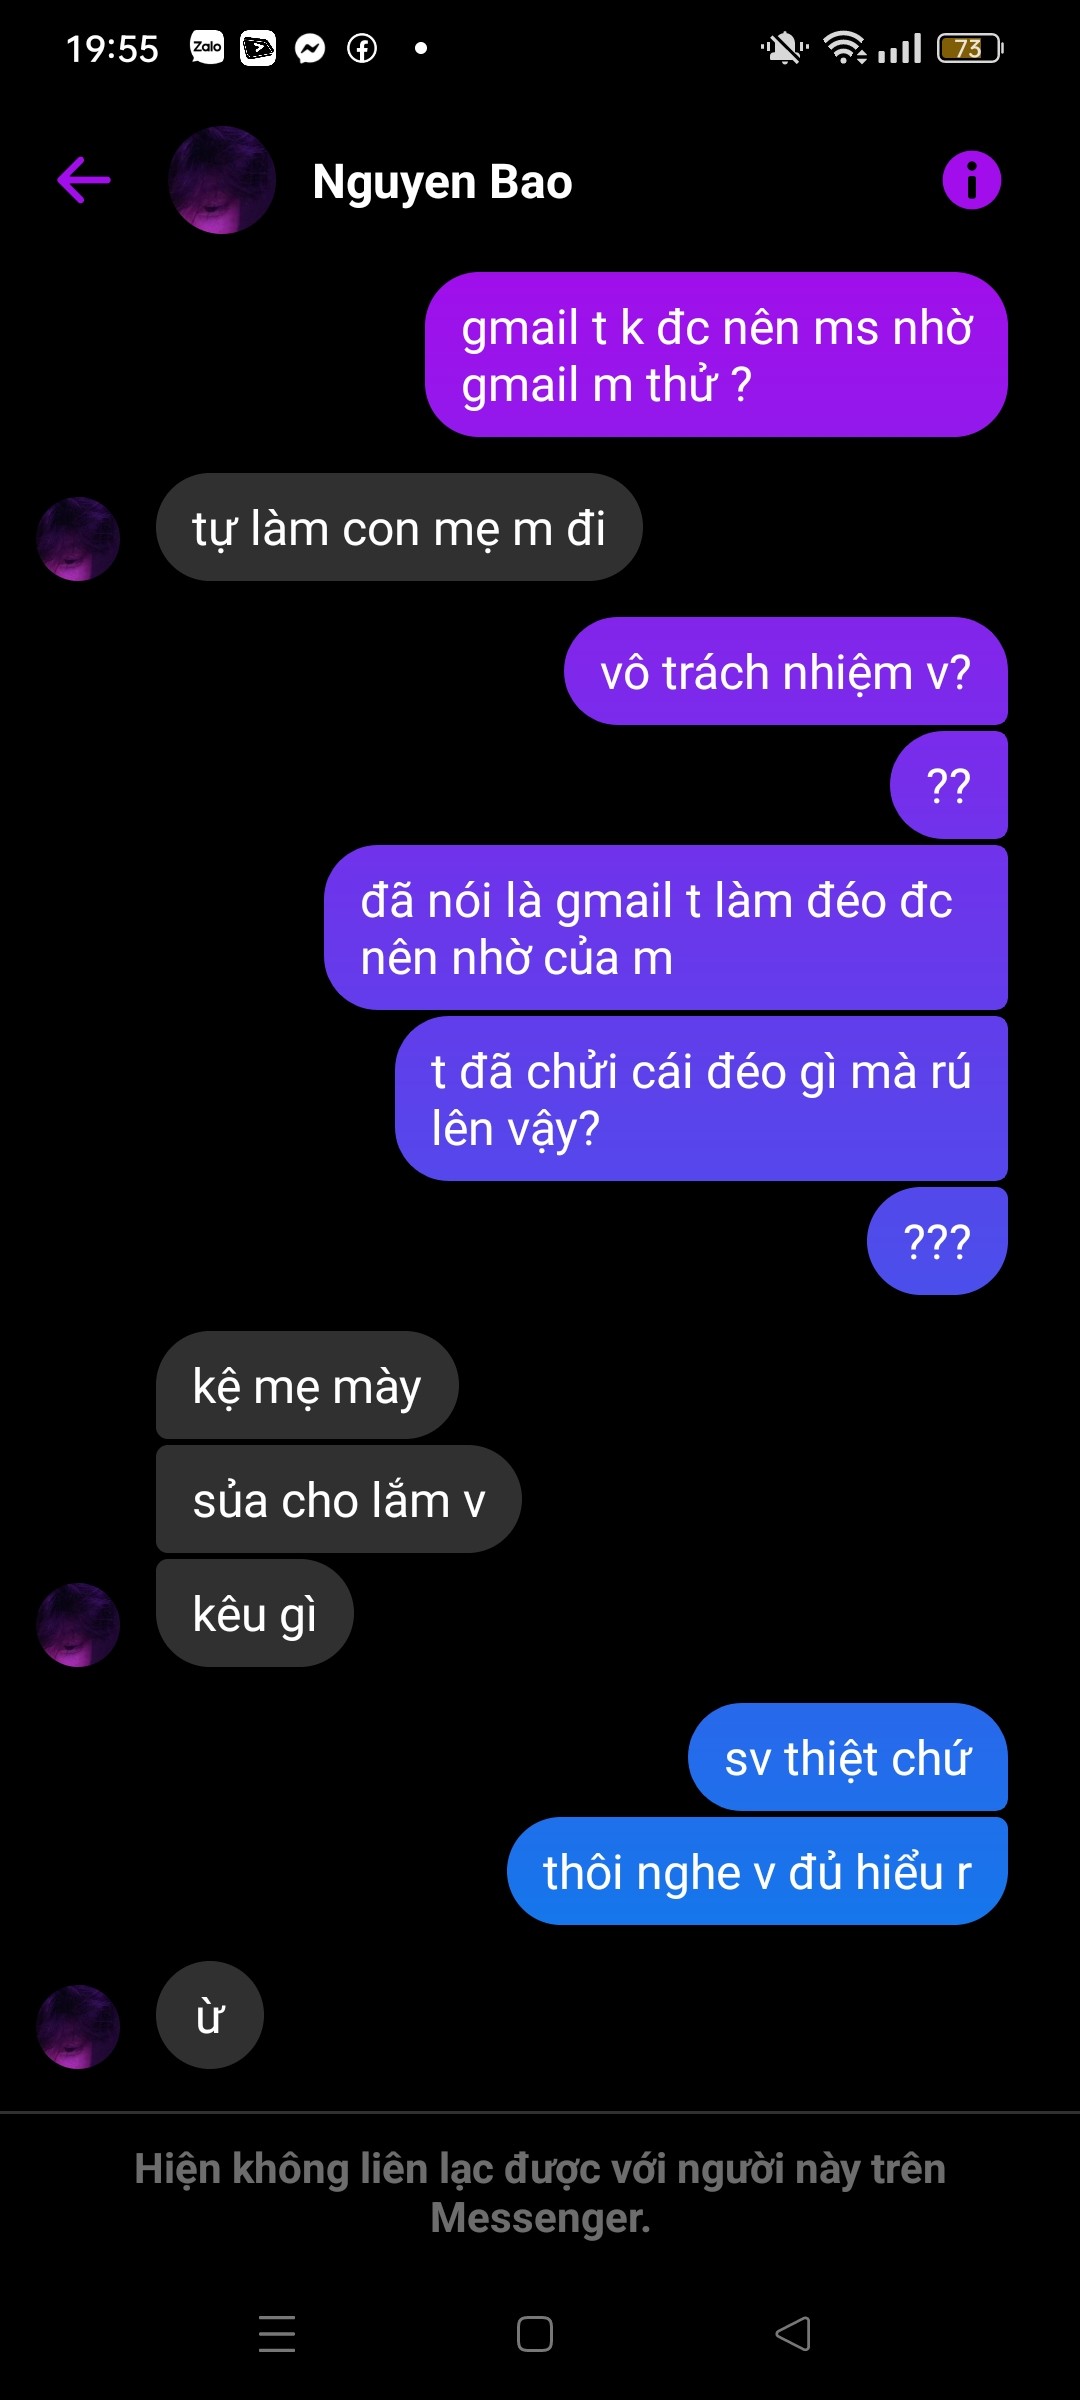 19:55
Zalo
73
Nguyen Bao
gmail t k đc nên ms nhờ
gmail m thử ?
tự làm con mẹ m đi
vô trách nhiệm v?
??
đã nói là gmail t làm đéo đc
nên nhờ của m
t đã chửi cái đéo gì mà rú
lên vậy?
???
kệ mẹ mày
sủa cho lắm v
kêu gì
sv thiệt chứ
thôi nghe v đủ hiểu r
ừ
Hiện không liên lạc được với người này trên
Messenger.